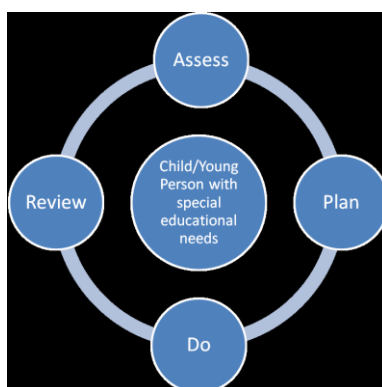 Assess
Child/Young
Person with
special
educational
needs
Review
Plan
Do